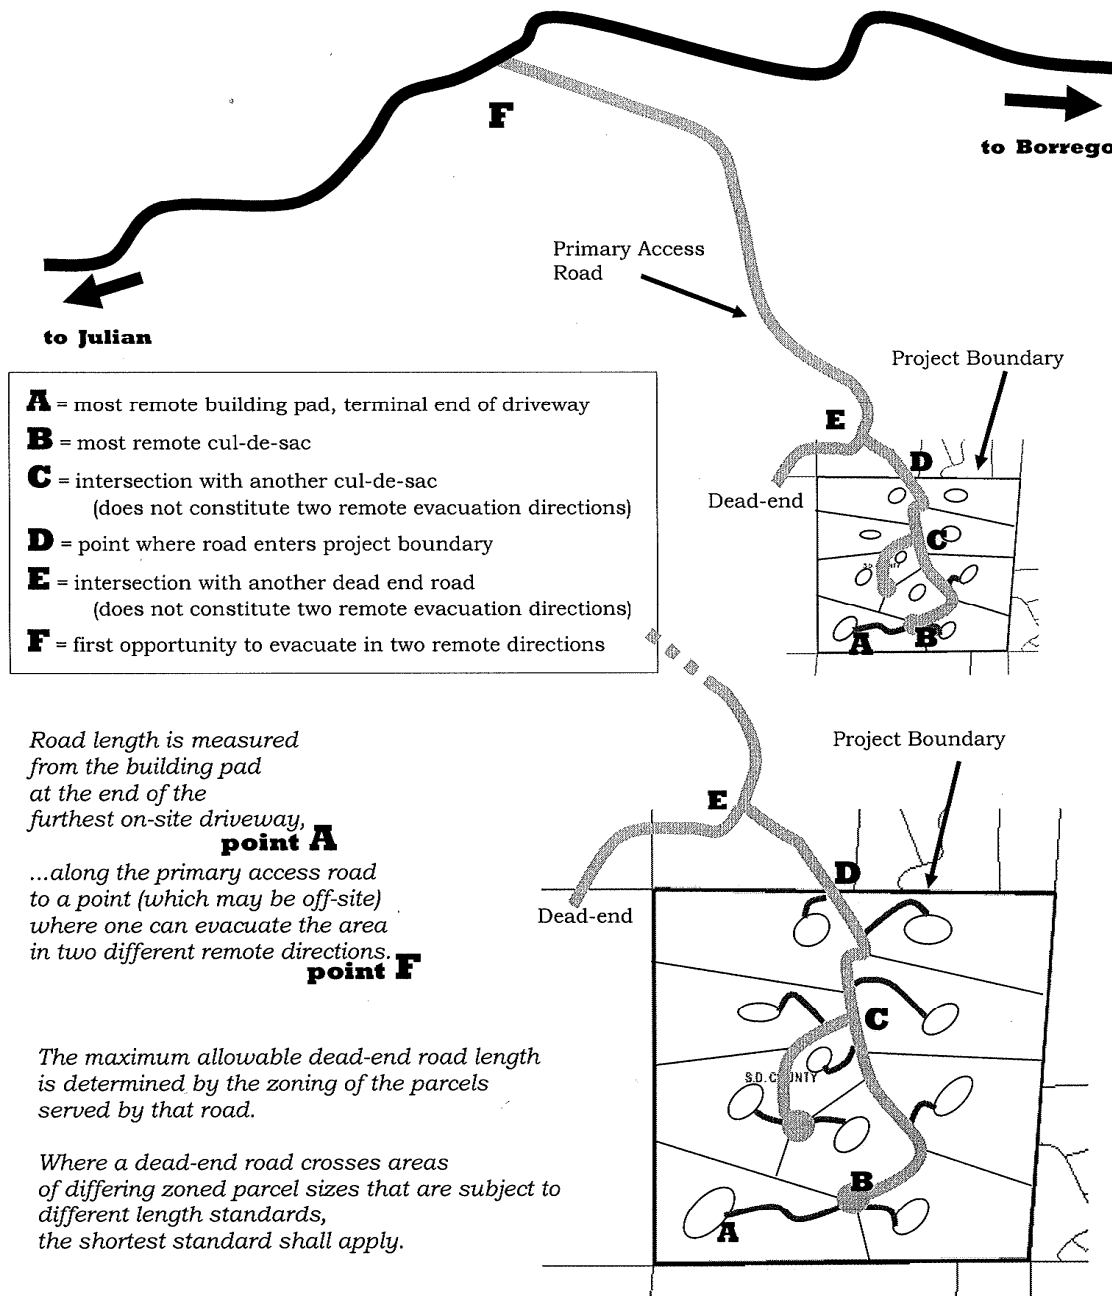 F
to Borrego
Primary Access
Road
to Julian
Project Boundary
A = most remote building pad, terminal end of driveway
B = most remote cul-de-sac
C = intersection with another cul-de-sac
(does not constitute two remote evacuation directions)
D = point where road enters project boundary
E = intersection with another dead end road
(does not constitute two remote evacuation directions)
F = first opportunity to evacuate in two remote directions
E
D
Dead-end
C
A
B
Road length is measured
from the building pad
at the end of the
furthest on-site driveway,
point A
...along the primary access road
to a point (which may be off-site)
where one can evacuate the area
in two different remote directions.
point F
The maximum allowable dead-end road length
is determined by the zoning of the parcels
served by that road.
Where a dead-end road crosses areas
of differing zoned parcel sizes that are subject to
different length standards,
the shortest standard shall apply.
Project Boundary
E
D
Dead-end
C
S.D. COUNTY
B
A